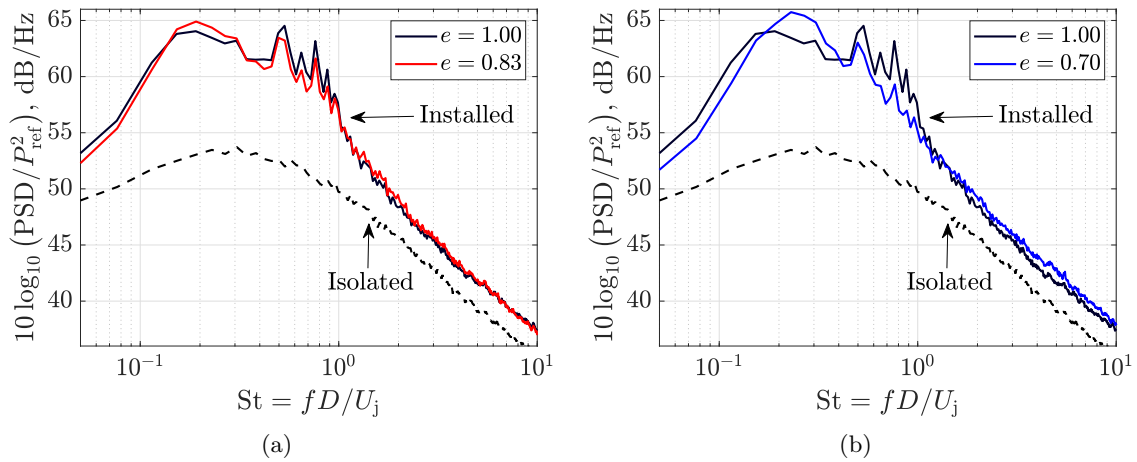 65
60
55
50
45
40
10 log₁₀ (PSD/P²ref), dB/Hz
e = 1.00
e = 0.83
Installed
Isolated
10⁻¹
10⁰
10¹
St = fD/Uj
(a)
65
60
55
50
45
40
10 log₁₀ (PSD/P²ref), dB/Hz
e = 1.00
e = 0.70
Installed
Isolated
10⁻¹
10⁰
10¹
St = fD/Uj
(b)